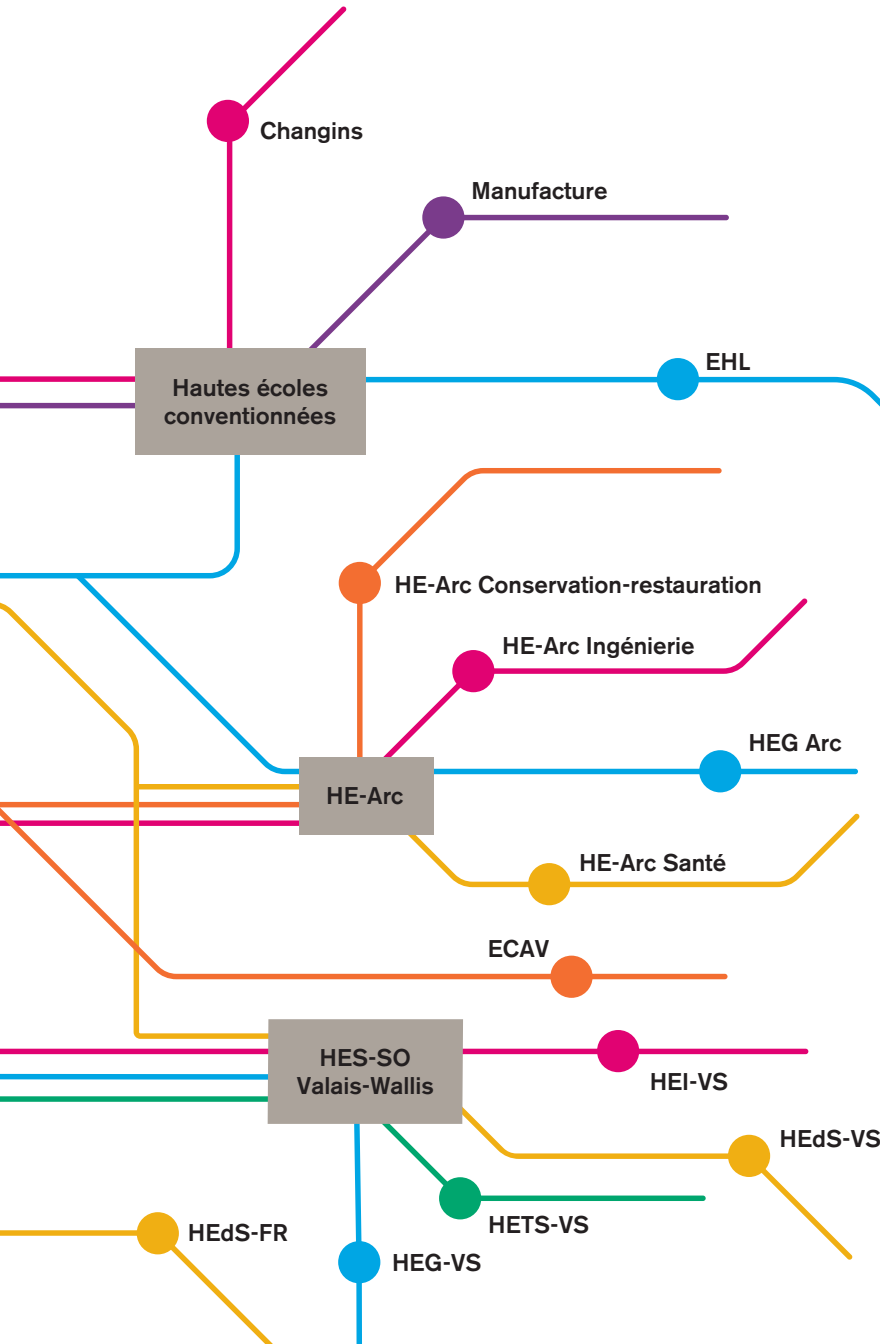 Changins
Manufacture
EHL
Hautes écoles
conventionnées
HE-Arc Conservation-restauration
HE-Arc Ingénierie
HEG Arc
HE-Arc
HE-Arc Santé
ECAV
HES-SO
Valais-Wallis
HEI-VS
HEdS-VS
HETS-VS
HEdS-FR
HEG-VS